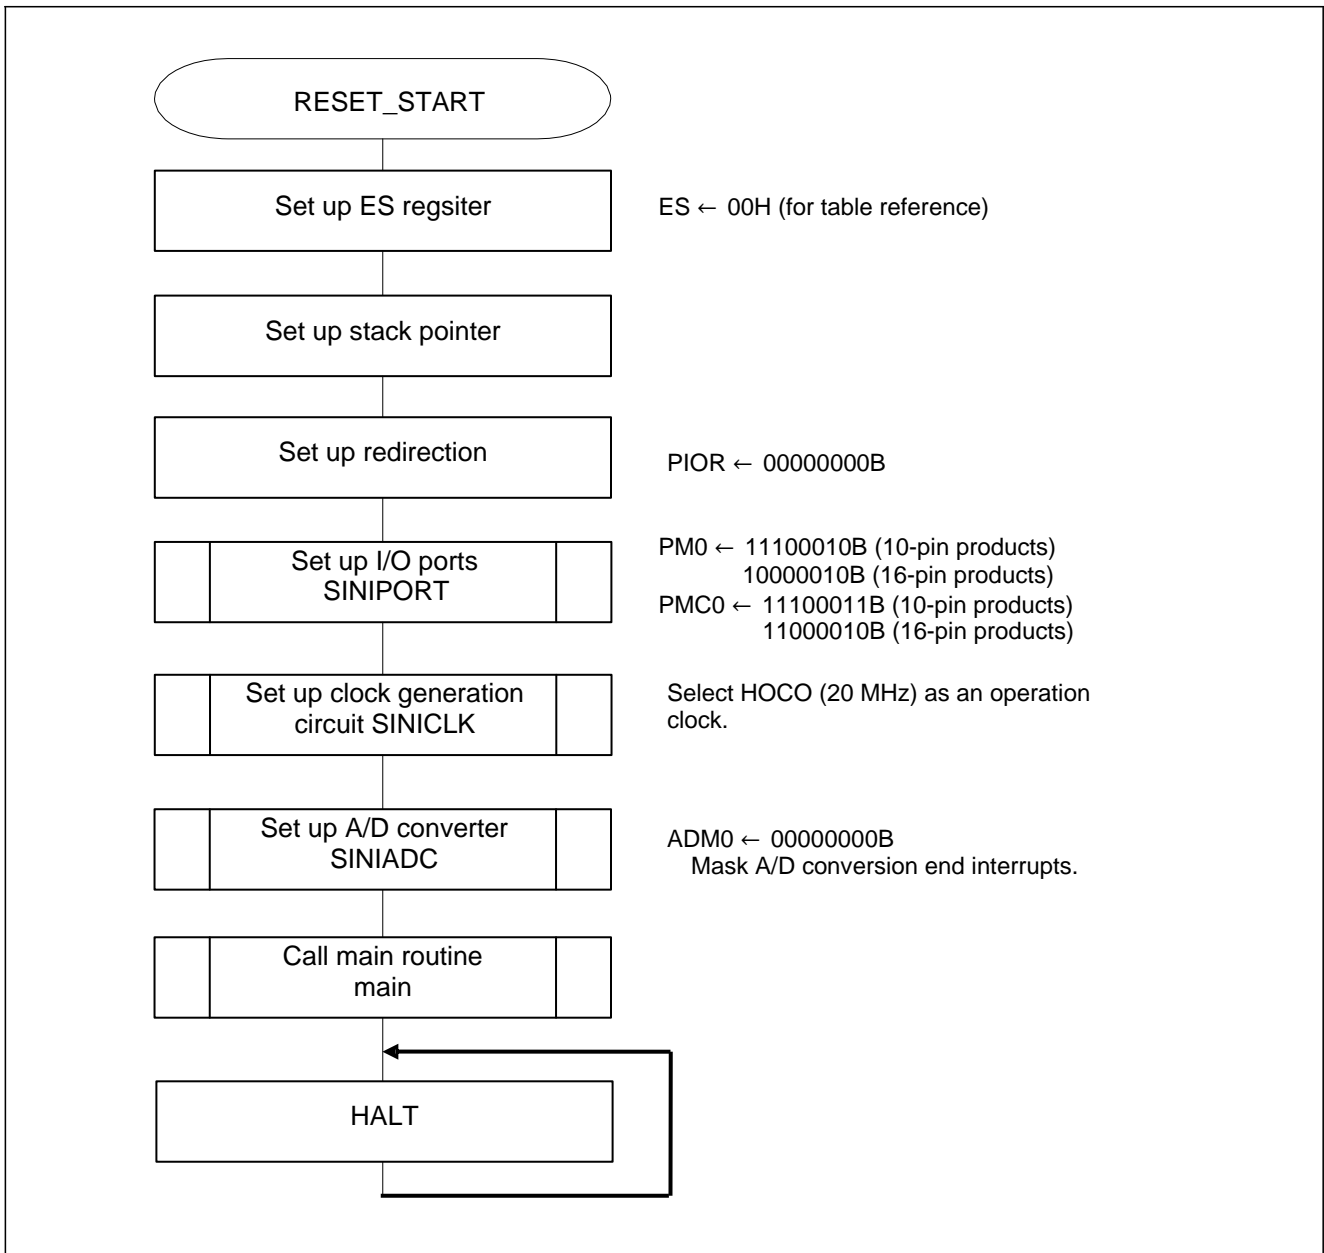 RESET_START
Set up ES regsiter
ES ← 00H (for table reference)
Set up stack pointer
Set up redirection
PIOR ← 00000000B
Set up I/O ports
SINIPORT
PM0 ← 11100010B (10-pin products)
10000010B (16-pin products)
PMC0 ← 11100011B (10-pin products)
11000010B (16-pin products)
Set up clock generation
circuit SINICLK
Select HOCO (20 MHz) as an operation
clock.
Set up A/D converter
SINIADC
ADM0 ← 00000000B
Mask A/D conversion end interrupts.
Call main routine
main
HALT